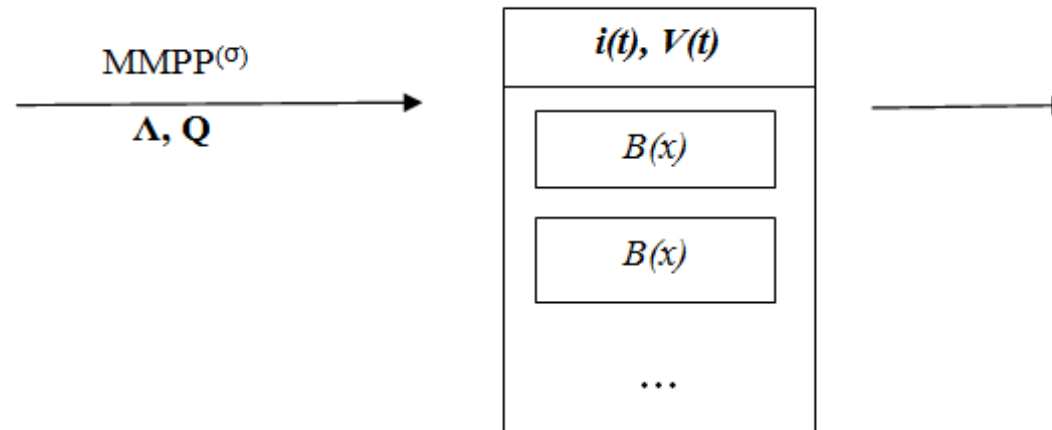 MMPP(σ)
Λ, Q
i(t), V(t)
B(x)
B(x)
...